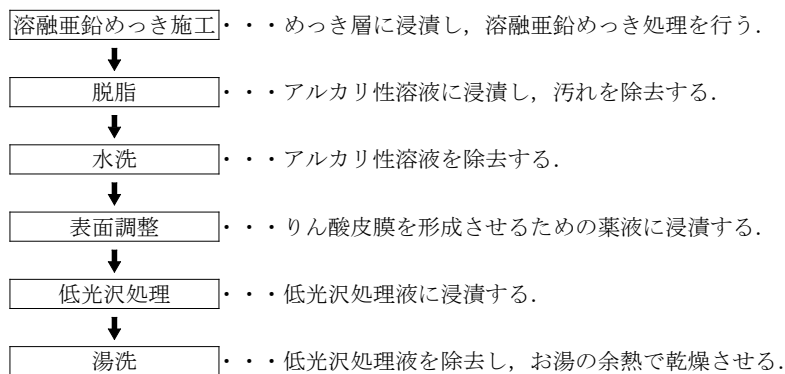 溶融亜鉛めっき施工・・・めっき層に浸漬し，溶融亜鉛めっき処理を行う．
脱脂・・・アルカリ性溶液に浸漬し，汚れを除去する．
水洗・・・アルカリ性溶液を除去する．
表面調整・・・りん酸皮膜を形成させるための薬液に浸漬する．
低光沢処理・・・低光沢処理液に浸漬する．
湯洗・・・低光沢処理液を除去し，お湯の余熱で乾燥させる．